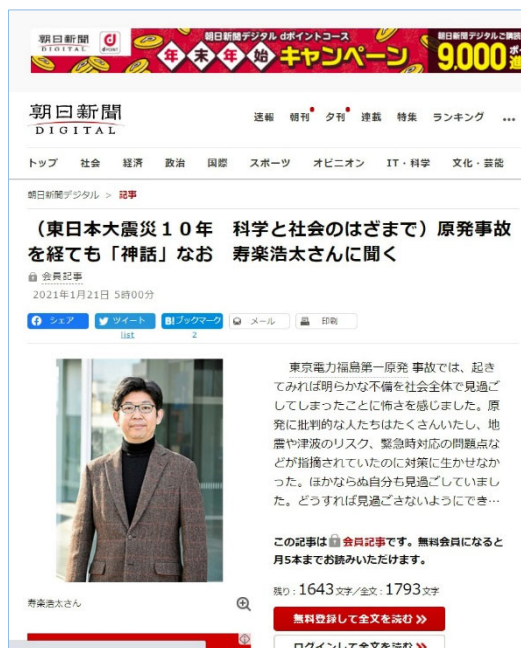 朝日新聞
DIGITAL
朝日新聞デジタル dポイントコース
年末年始キャンペーン
朝日新聞デジタルご購読
9,000
朝日新聞
DIGITAL
速報 朝刊 夕刊 連載 特集 ランキング •••
トップ 社会 経済 政治 国際 スポーツ オピニオン IT・科学 文化・芸能
朝日新聞デジタル > 記事
(東日本大震災10年 科学と社会のはざまで)原発事故
を経ても「神話」なお 寿楽浩太さんに聞く
会員記事
2021年1月21日 5時00分
シェア ツイート B!ブックマーク メール 印刷
list 2
東京電力福島第一原発 事故では、起き
てみれば明らかな不備を社会全体で見過ご
してしまったことに怖さを感じました。原
発に批判的な人たちはたくさんいたし、地
震や津波のリスク、緊急時対応の問題点な
どが指摘されていたのに対策に生かせなか
った。ほかならぬ自分も見過ごしていまし
た。どうすれば見過ごさないようにでき…
この記事は会員記事です。無料会員になると
月5本までお読みいただけます。
残り:1643文字/全文:1793文字
寿楽浩太さん
無料登録して全文を読む
ログインして全文を読む